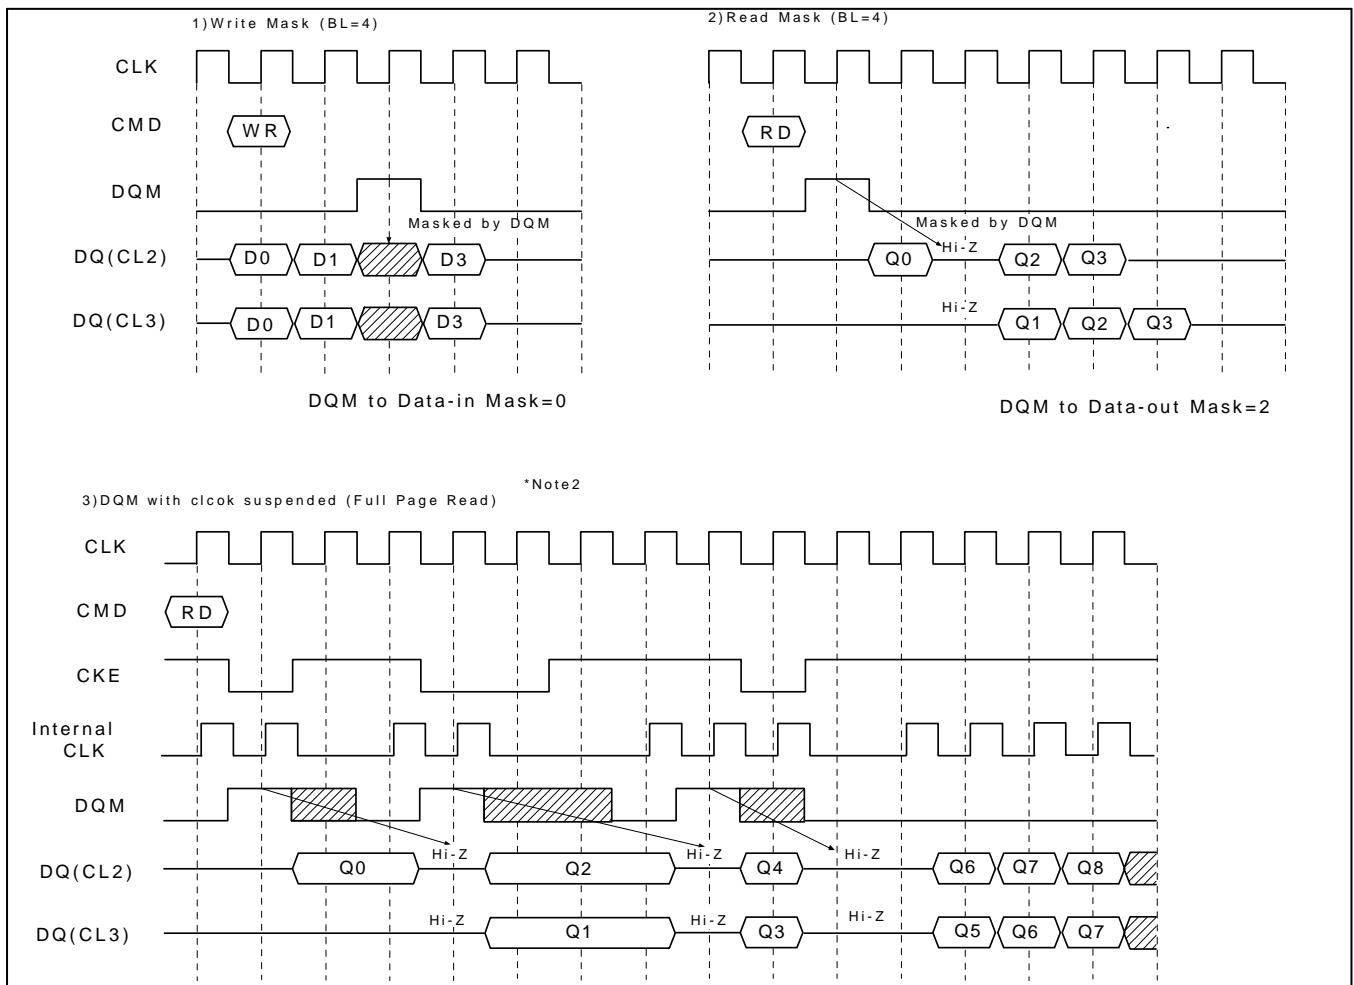 1)Write Mask (BL=4)
2)Read Mask (BL=4)
CLK
CMD
WR
RD
DQM
Masked by DQM
Masked by DQM
DQ(CL2)
D0 D1 D3
Q0 Hi-Z Q2 Q3
DQ(CL3)
D0 D1 D3
Hi-Z Q1 Q2 Q3
DQM to Data-in Mask=0
DQM to Data-out Mask=2
*Note2
3)DQM with clcok suspended (Full Page Read)
CLK
CMD
RD
CKE
Internal
CLK
DQM
DQ(CL2)
Q0 Hi-Z Q2 Hi-Z Q4 Hi-Z Q6 Q7 Q8
DQ(CL3)
Hi-Z Q1 Hi-Z Q3 Hi-Z Q5 Q6 Q7